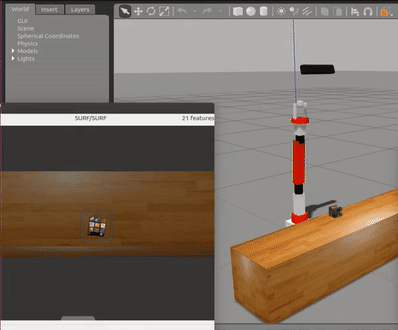 World Insert Layers
GUI
Scene
Spherical Coordinates
Physics
Models
Lights
SURF/SURF 21 features